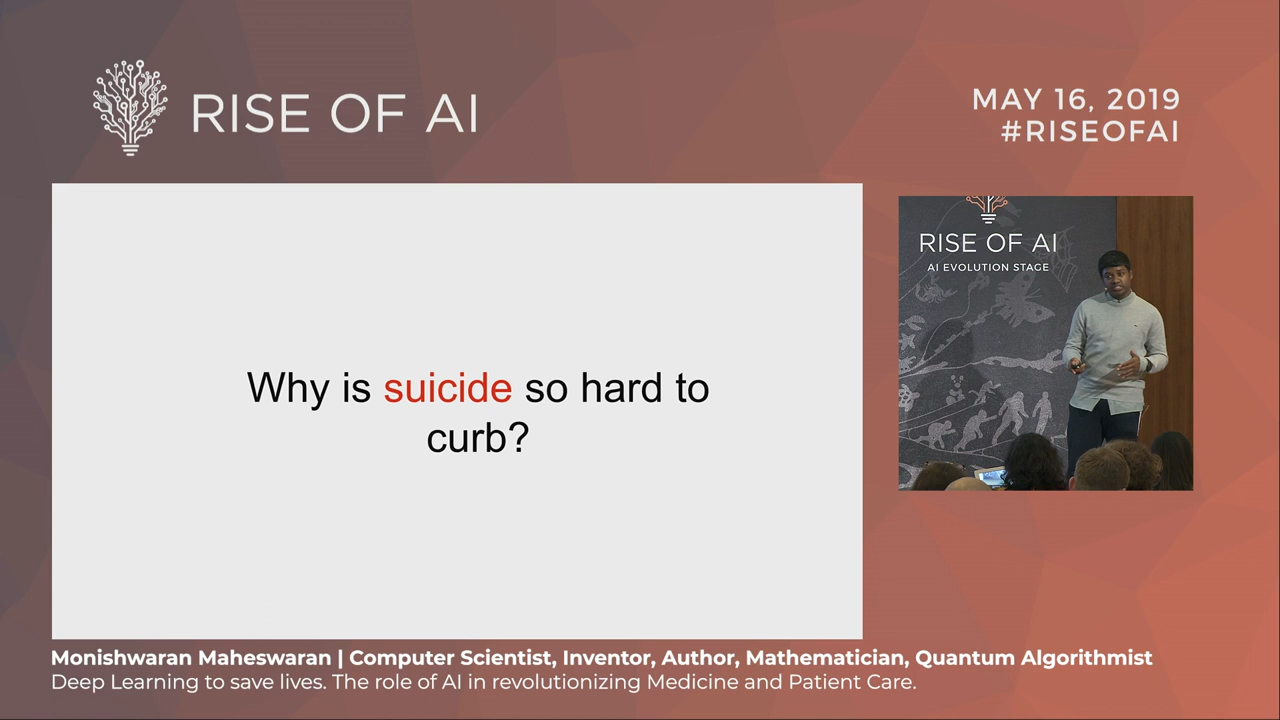 RISE OF AI
MAY 16, 2019
#RISEOFAI
Why is suicide so hard to
curb?
RISE OF AI
AI EVOLUTION STAGE
Monishwaran Maheswaran | Computer Scientist, Inventor, Author, Mathematician, Quantum Algorithmist
Deep Learning to save lives. The role of AI in revolutionizing Medicine and Patient Care.